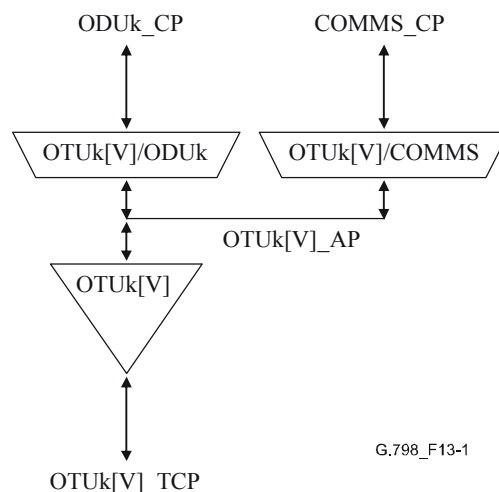 ODUk_CP
COMMS_CP
OTUk[V]/ODUk
OTUk[V]/COMMS
OTUk[V]_AP
OTUk[V]
G.798_F13-1
OTUk[V]_TCP